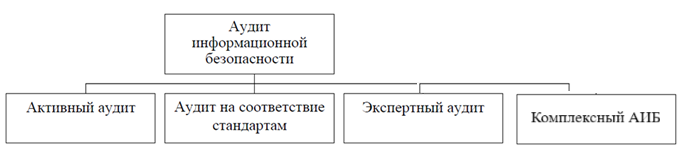 Аудит
информационной
безопасности
Активный аудит
Аудит на соответствие
стандартам
Экспертный аудит
Комплексный АИБ